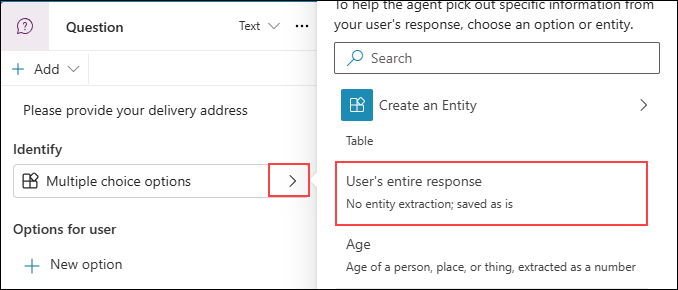 Question
Text
Add
Please provide your delivery address
Identify
Multiple choice options
Options for user
New option
To help the agent pick out specific information from
your user's response, choose an option or entity.
Search
Create an Entity
Table
User's entire response
No entity extraction; saved as is
Age
Age of a person, place, or thing, extracted as a number